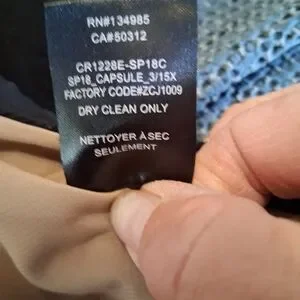 RN#134985
CA#50312
CR1228E-SP18C
SP18_CAPSULE_3/15X
FACTORY CODE#ZCJ1009
DRY CLEAN ONLY
NETTOYER À SEC
SEULEMENT